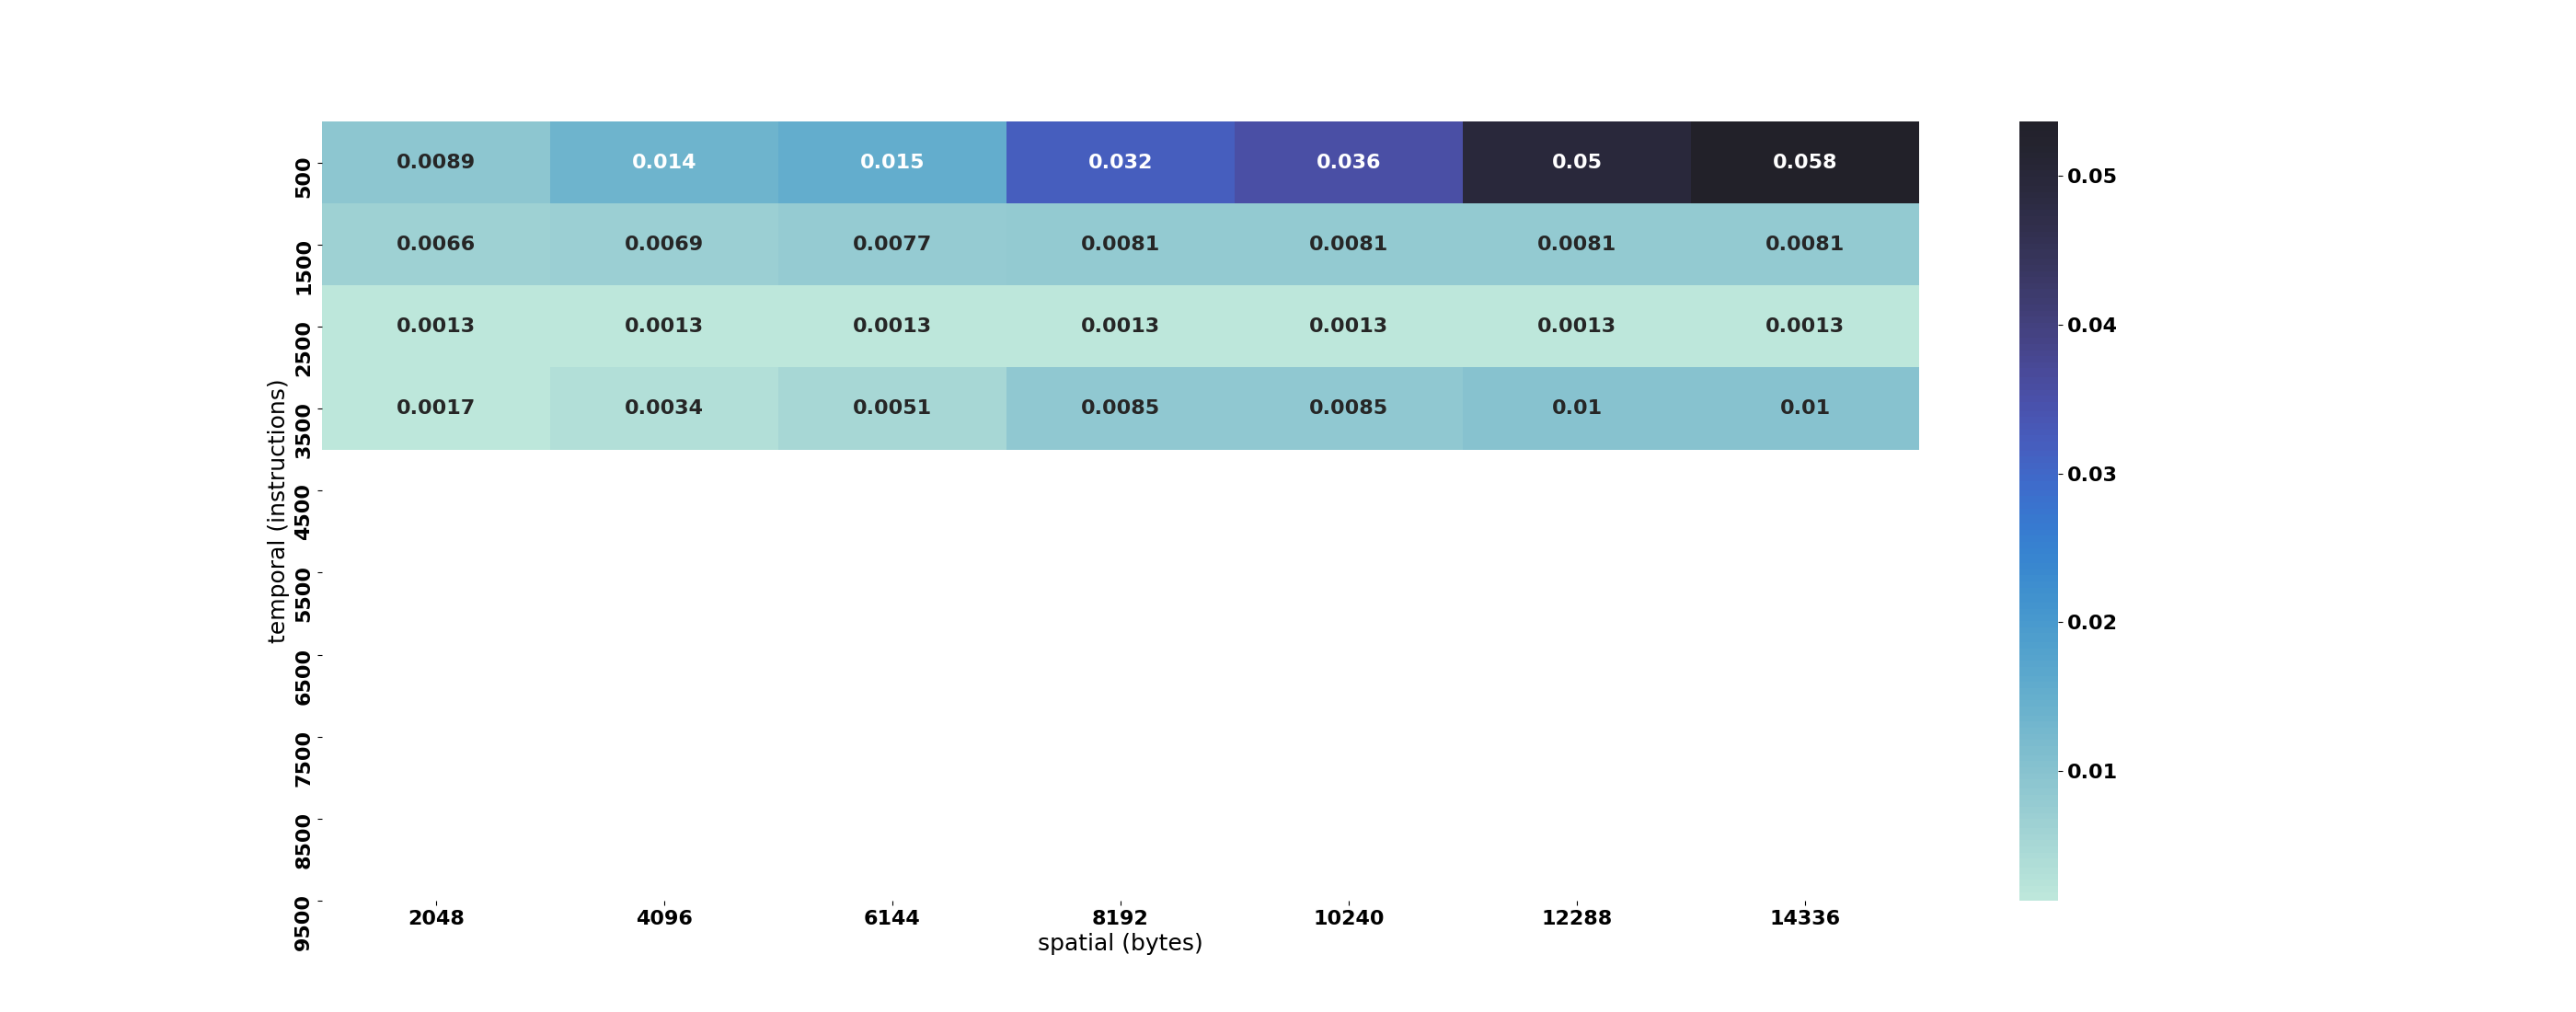 500 0.0089 0.014 0.015 0.032 0.036 0.05 0.058
1500 0.0066 0.0069 0.0077 0.0081 0.0081 0.0081 0.0081
2500 0.0013 0.0013 0.0013 0.0013 0.0013 0.0013 0.0013
3500 0.0017 0.0034 0.0051 0.0085 0.0085 0.01 0.01
4500
5500
6500
7500
8500
9500
temporal (instructions)
2048 4096 6144 8192 10240 12288 14336
spatial (bytes)
0.05
0.04
0.03
0.02
0.01